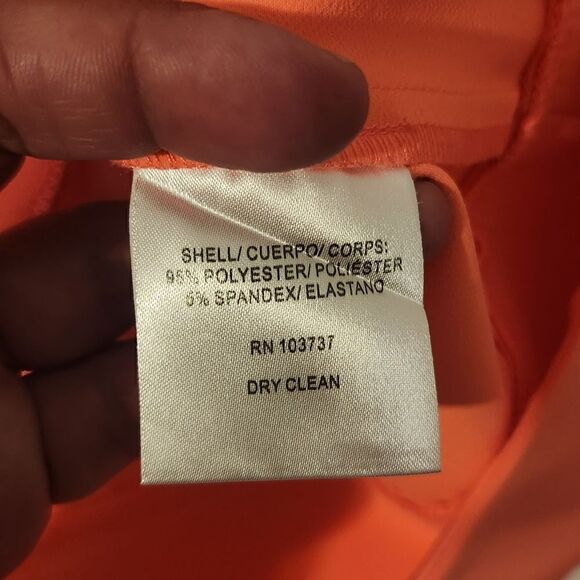 SHELL/ CUERPO/ CORPS:
95% POLYESTER/ POLIÉSTER
5% SPANDEX/ ELASTANO
RN 103737
DRY CLEAN